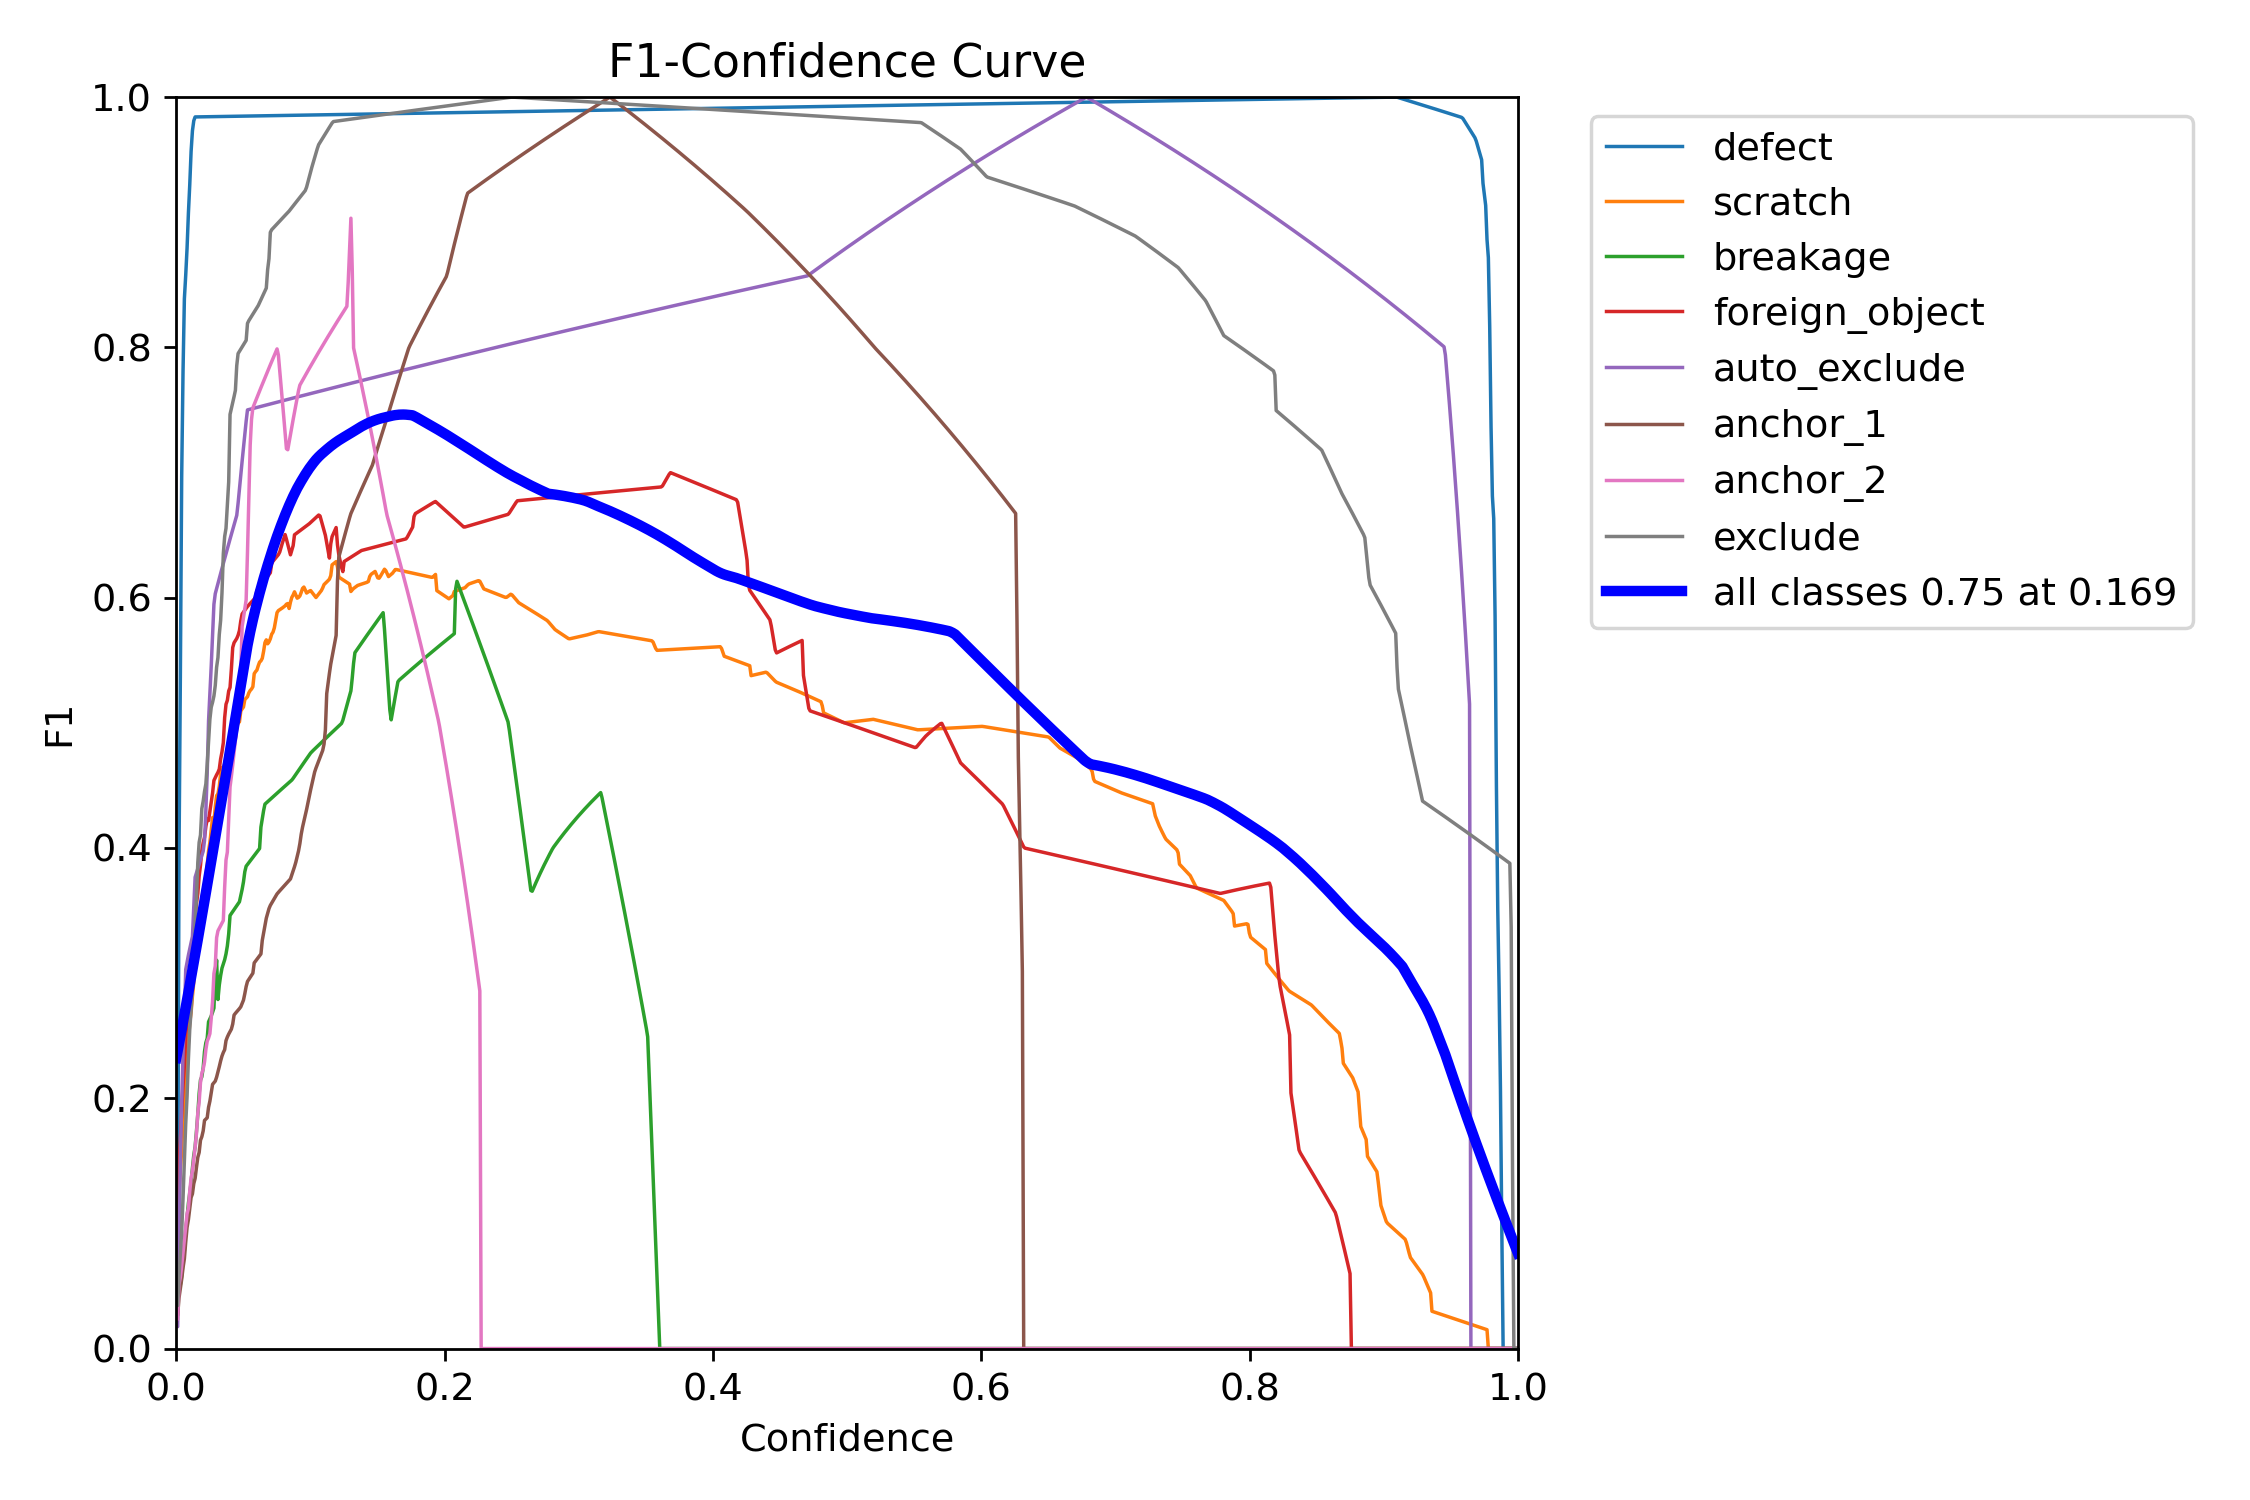 F1-Confidence Curve
1.0
0.8
0.6
0.4
0.2
0.0
F1
0.0 0.2 0.4 0.6 0.8 1.0
Confidence
defect
scratch
breakage
foreign_object
auto_exclude
anchor_1
anchor_2
exclude
all classes 0.75 at 0.169